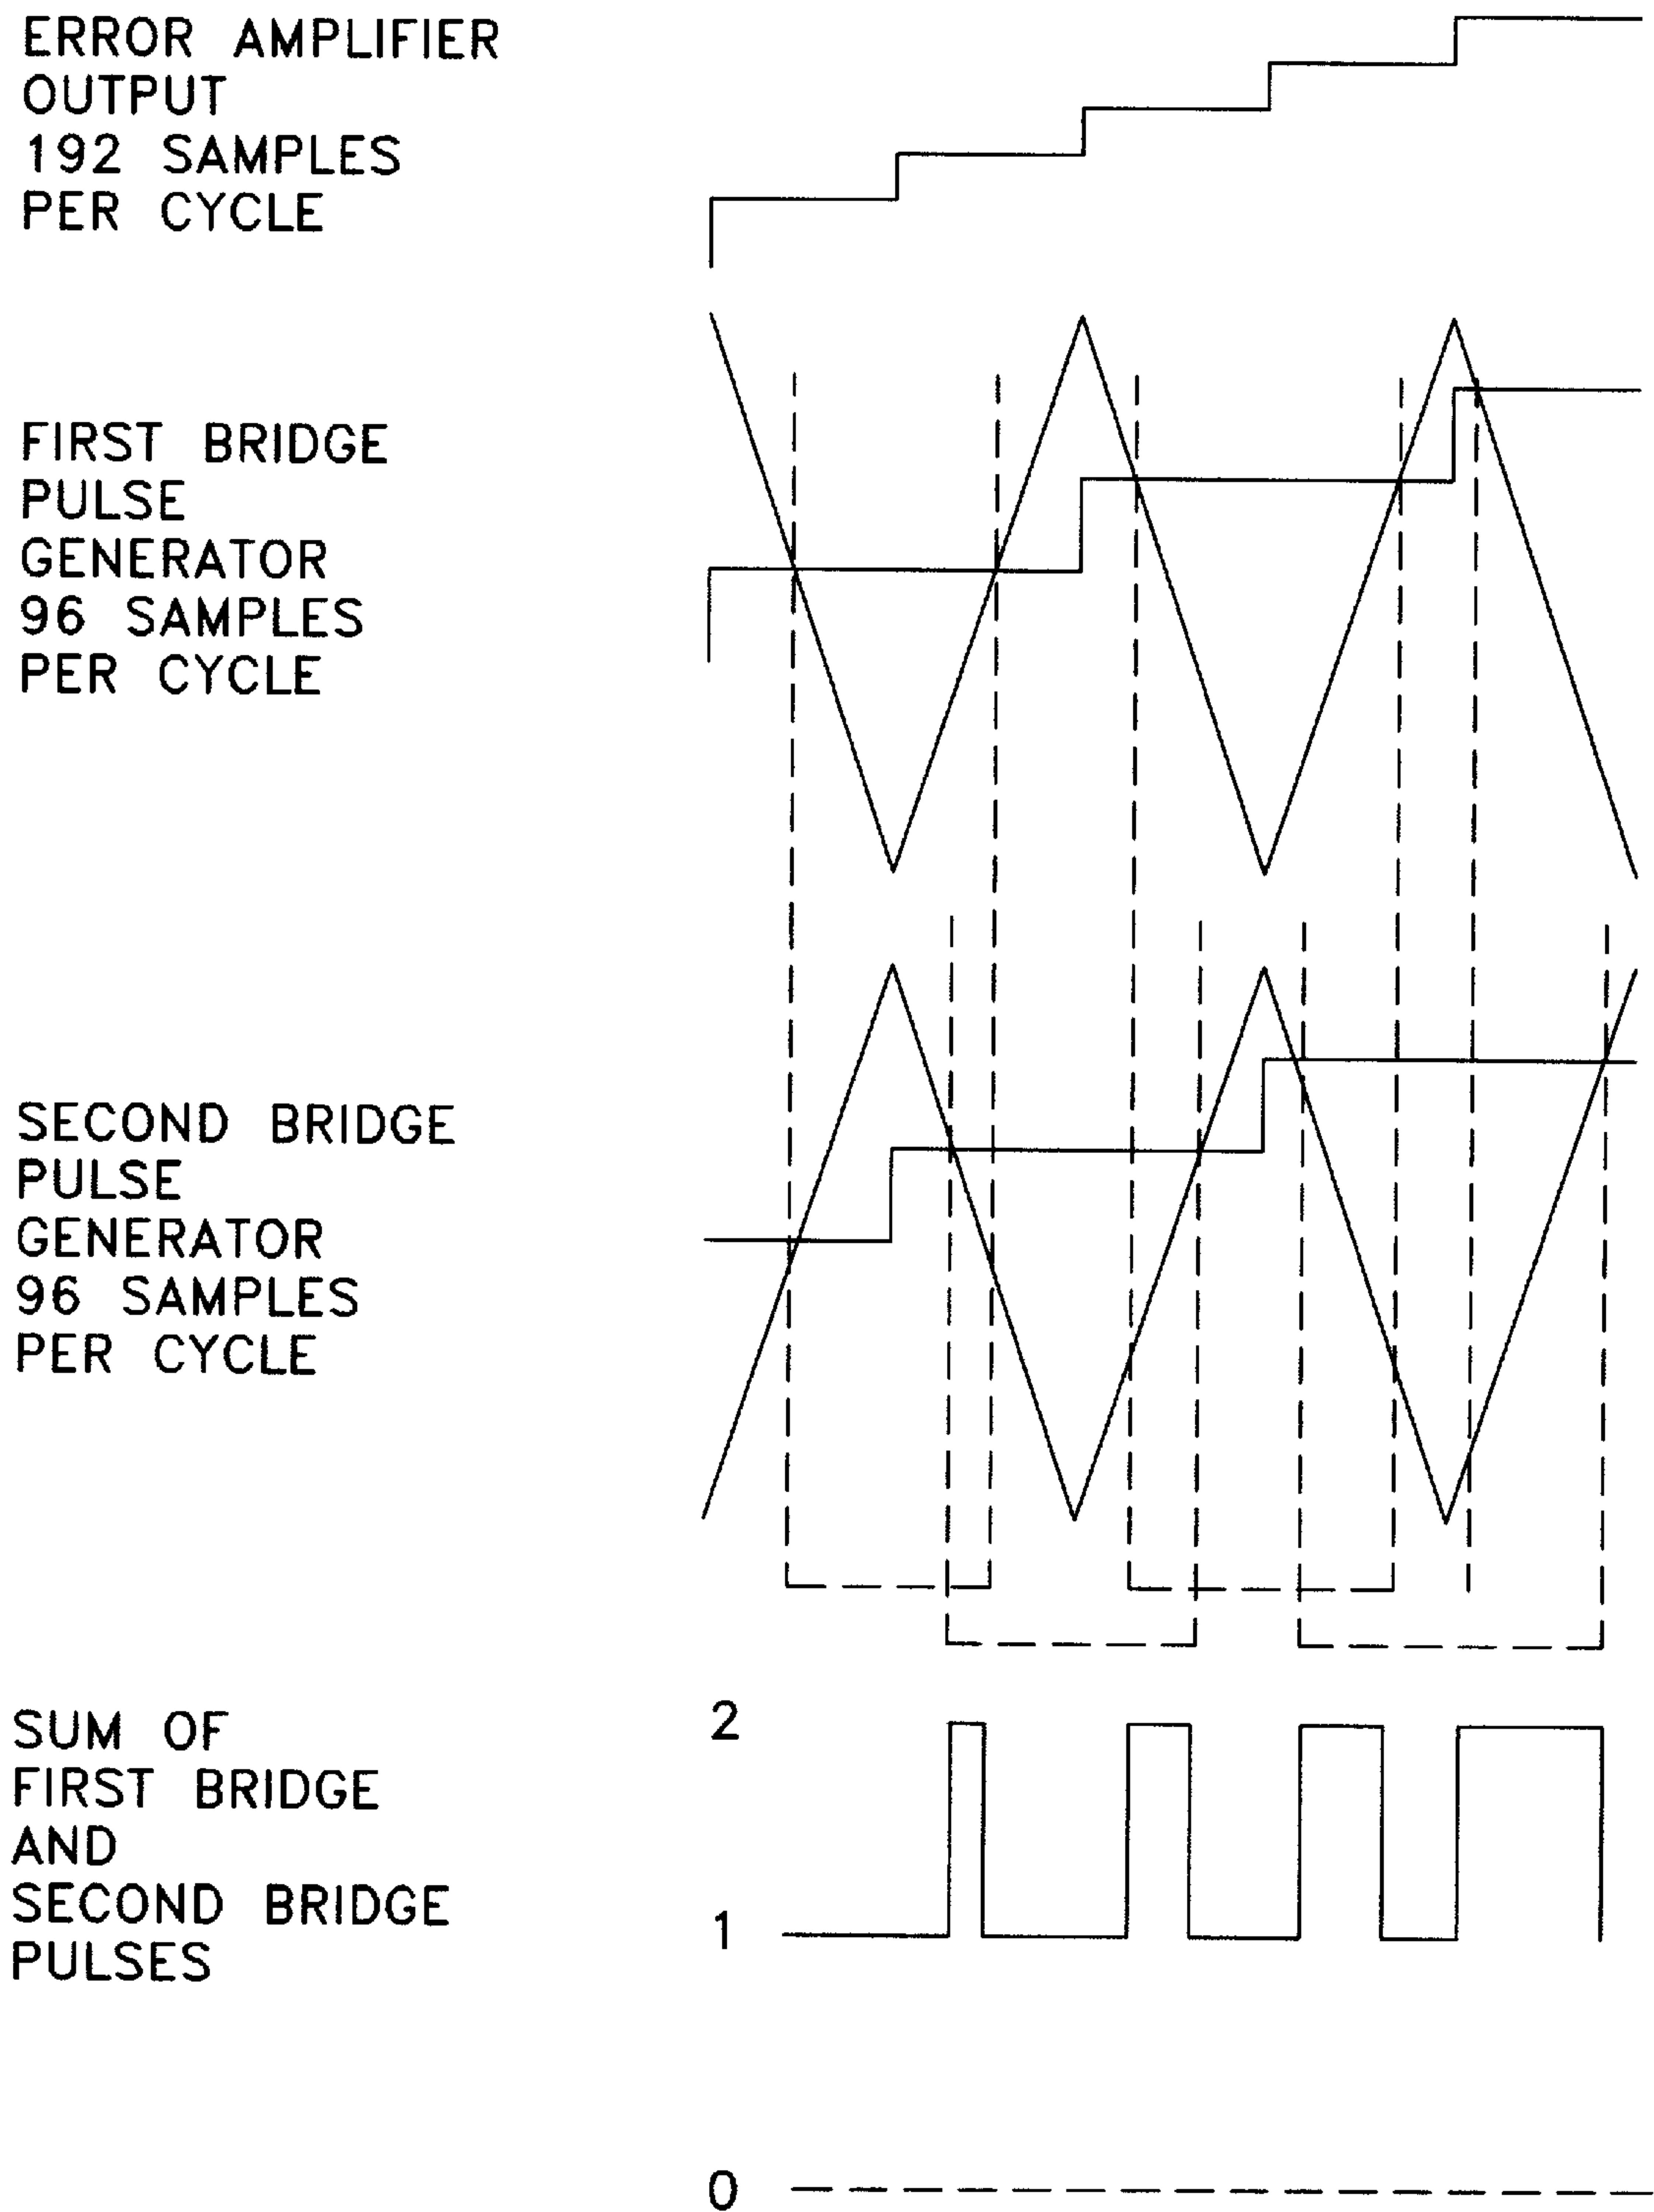 ERROR AMPLIFIER
OUTPUT
192 SAMPLES
PER CYCLE
FIRST BRIDGE
PULSE
GENERATOR
96 SAMPLES
PER CYCLE
SECOND BRIDGE
PULSE
GENERATOR
96 SAMPLES
PER CYCLE
SUM OF
FIRST BRIDGE
AND
SECOND BRIDGE
PULSES
2
1
0